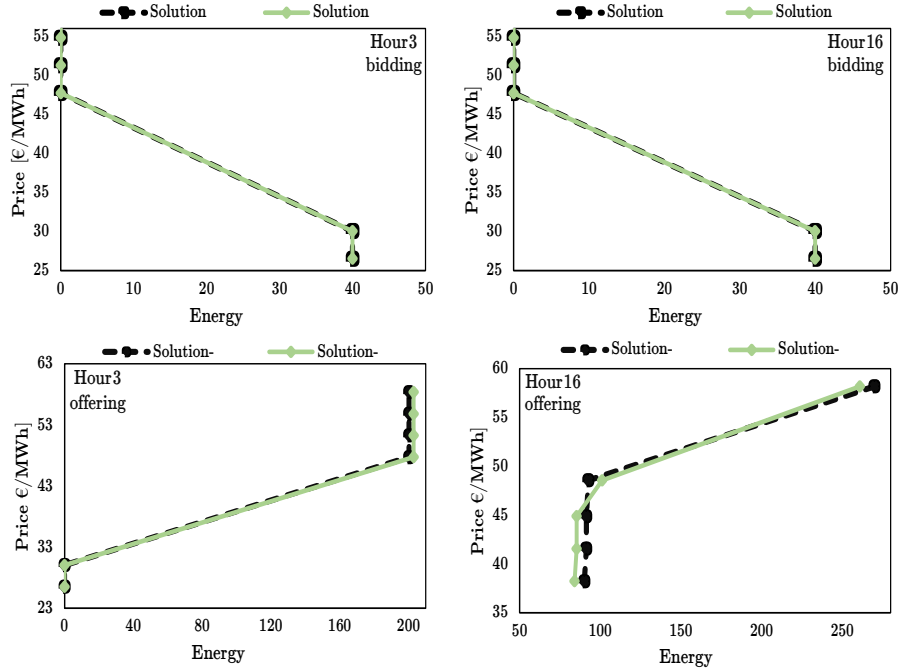 Solution Solution
Hour3
bidding
Price [€/MWh]
55
50
45
40
35
30
25
0 10 20 30 40 50
Energy
Solution Solution
Hour16
bidding
Price €/MWh]
55
50
45
40
35
30
25
0 10 20 30 40 50
Energy
Solution- Solution-
Hour3
offering
Price €/MWh]
63
53
43
33
23
0 40 80 120 160 200
Energy
Solution- Solution-
Hour16
offering
Price €/MWh]
60
55
50
45
40
35
50 100 150 200 250
Energy